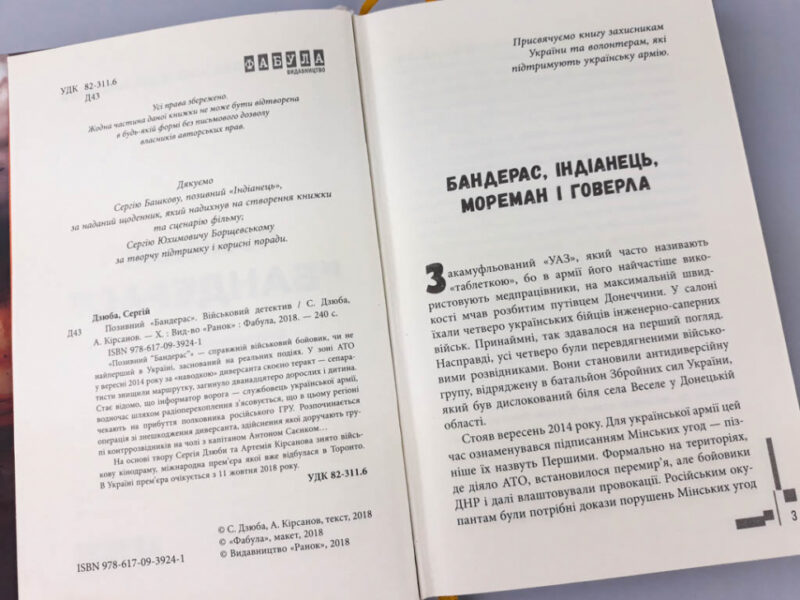 ФАБУЛА
ВИДАВНИЦТВО
УДК 82-311.6
Д43
Усі права збережено.
Жодна частина даної книжки не може бути відтворена
в будь-якій формі без письмового дозволу
власників авторських прав.
Дякуємо
Сергію Башкову, позивний «Індіанець»,
за наданий щоденник, який надихнув на створення книжки
та сценарію фільму;
Сергію Юхимовичу Борщевському
за творчу підтримку і корисні поради.
Дзюба, Сергій
Д43 Позивний «Бандерас». Військовий детектив / С. Дзюба,
А. Кірсанов. — Х. : Вид-во «Ранок» : Фабула, 2018. — 240 с.
ISBN 978-617-09-3924-1
«Позивний "Бандерас"» — справжній військовий бойовик, чи не
найперший в Україні, заснований на реальних подіях. У зоні АТО
у вересні 2014 року за «наводкою» диверсанта скоєно теракт — сепара-
тисти знищили маршрутку, загинуло дванадцятеро дорослих і дитина.
Стає відомо, що інформатор ворога — службовець української армії,
водночас шляхом радіоперехоплення з'ясовується, що в цьому регіоні
чекають на прибуття полковника російського ГРУ. Розпочинається
операція зі знешкодження диверсанта, здійснення якої доручають гру-
пі контррозвідників на чолі з капітаном Антоном Саєнком...
На основі твору Сергія Дзюби та Артемія Кірсанова знято війсь-
кову кінодраму, міжнародна прем'єра якої вже відбулася в Торонто.
В Україні прем'єра очікується з 11 жовтня 2018 року.
УДК 82-311.6
© С. Дзюба, А. Кірсанов, текст, 2018
© «Фабула», макет, 2018
© Видавництво «Ранок», 2018
ISBN 978-617-09-3924-1
Присвячуємо книгу захисникам
України та волонтерам, які
підтримують українську армію.
БАНДЕРАС, ІНДІАНЕЦЬ,
МОРЕМАН І ГОВЕРЛА
Закамуфльований «УАЗ», який часто називають
«таблеткою», бо в армії його найчастіше вико-
ристовують медпрацівники, на максимальній швид-
кості мчав розбитим путівцем Донеччини. У салоні
їхали четверо українських бійців інженерно-саперних
військ. Принаймні, так здавалося на перший погляд.
Насправді, усі четверо були перевдягненими військо-
вими розвідниками. Вони становили антидиверсійну
групу, відряджену в батальйон Збройних сил України,
який був дислокований біля села Веселе у Донецькій
області.
Стояв вересень 2014 року. Для української армії цей
час ознаменувався підписанням Мінських угод — піз-
ніше їх назвуть Першими. Формально на територіях,
де діяло АТО, встановилося перемир'я, але бойовики
ДНР і далі влаштовували провокації. Російським оку-
пантам були потрібні докази порушень Мінських угод
3